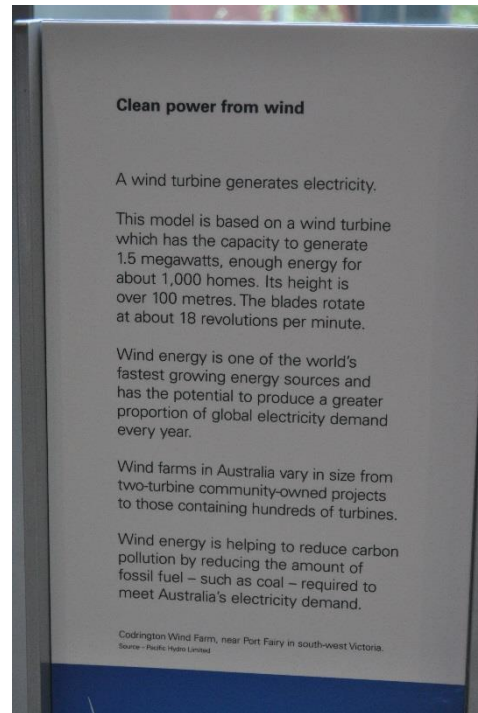 Clean power from wind
A wind turbine generates electricity.
This model is based on a wind turbine
which has the capacity to generate
1.5 megawatts, enough energy for
about 1,000 homes. Its height is
over 100 metres. The blades rotate
at about 18 revolutions per minute.
Wind energy is one of the world's
fastest growing energy sources and
has the potential to produce a greater
proportion of global electricity demand
every year.
Wind farms in Australia vary in size from
two-turbine community-owned projects
to those containing hundreds of turbines.
Wind energy is helping to reduce carbon
pollution by reducing the amount of
fossil fuel – such as coal – required to
meet Australia's electricity demand.
Codrington Wind Farm, near Port Fairy in south-west Victoria.
Source – Pacific Hydro Limited